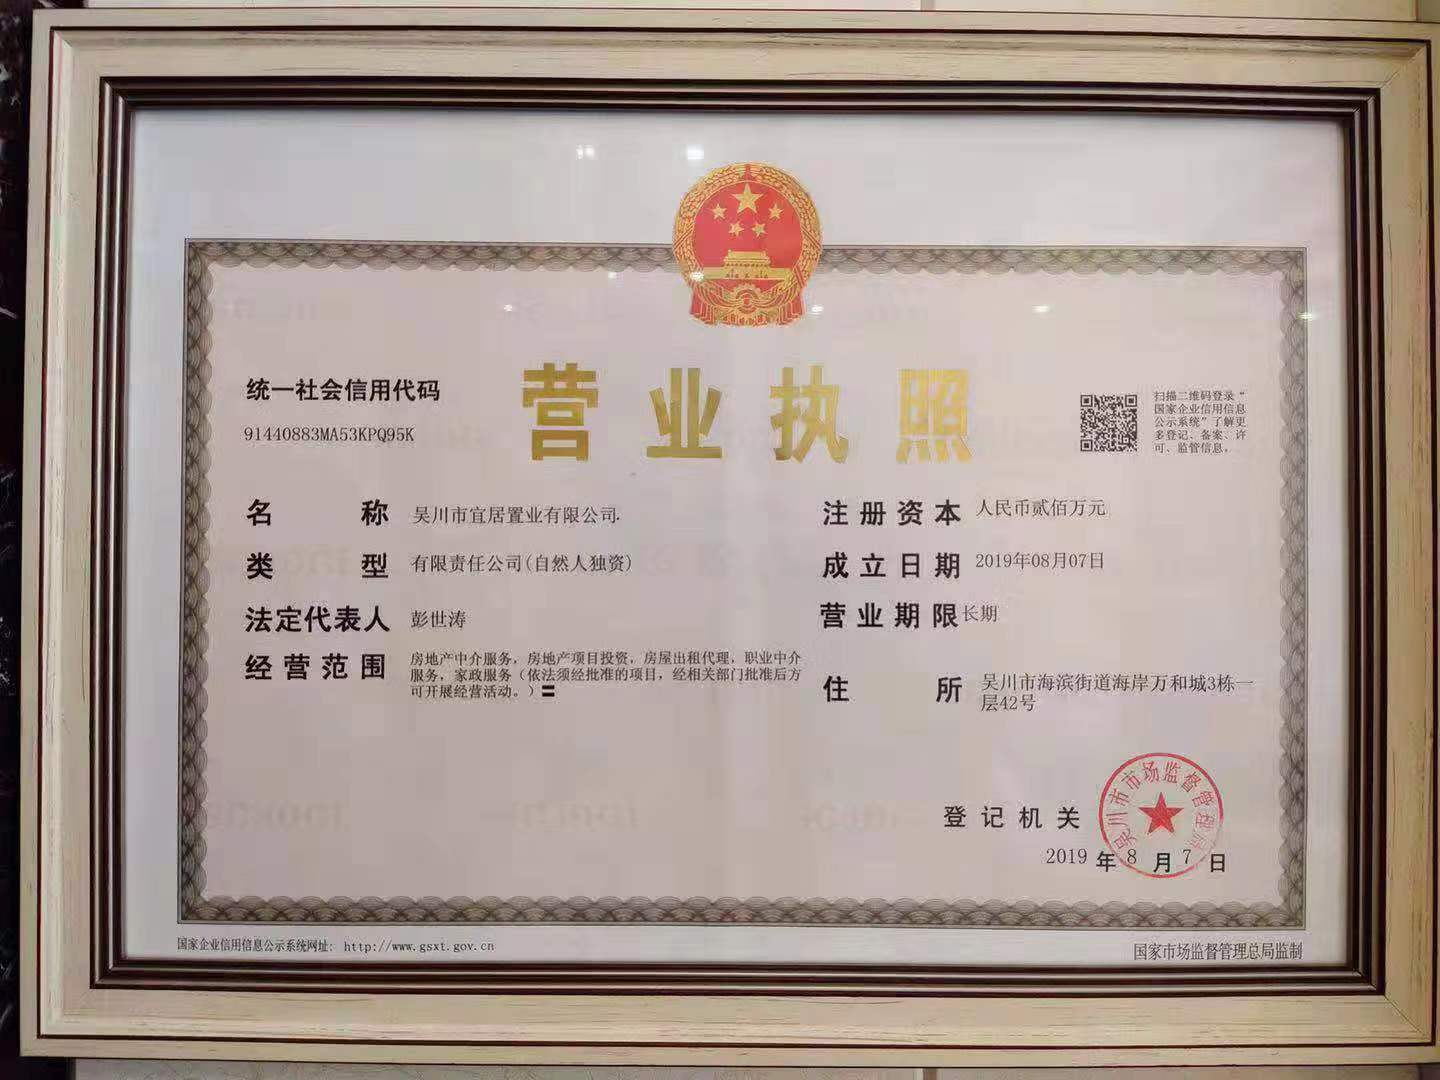 统一社会信用代码
91440883MA53KPQ95K
营业执照
扫描二维码登录“
国家企业信用信息
公示系统”了解更
多登记、备案、许
可、监管信息。
名称 吴川市宜居置业有限公司
类型 有限责任公司(自然人独资)
法定代表人 彭世涛
经营范围 房地产中介服务，房地产项目投资，房屋出租代理，职业中介
服务，家政服务（依法须经批准的项目，经相关部门批准后方
可开展经营活动。）〓
注册资本 人民币贰佰万元
成立日期 2019年08月07日
营业期限 长期
住所 吴川市海滨街道海岸万和城3栋一
层42号
登记机关
吴川市市场监督管理局
2019 年 8 月 7 日
国家企业信用信息公示系统网址: http://www.gsxt.gov.cn
国家市场监督管理总局监制